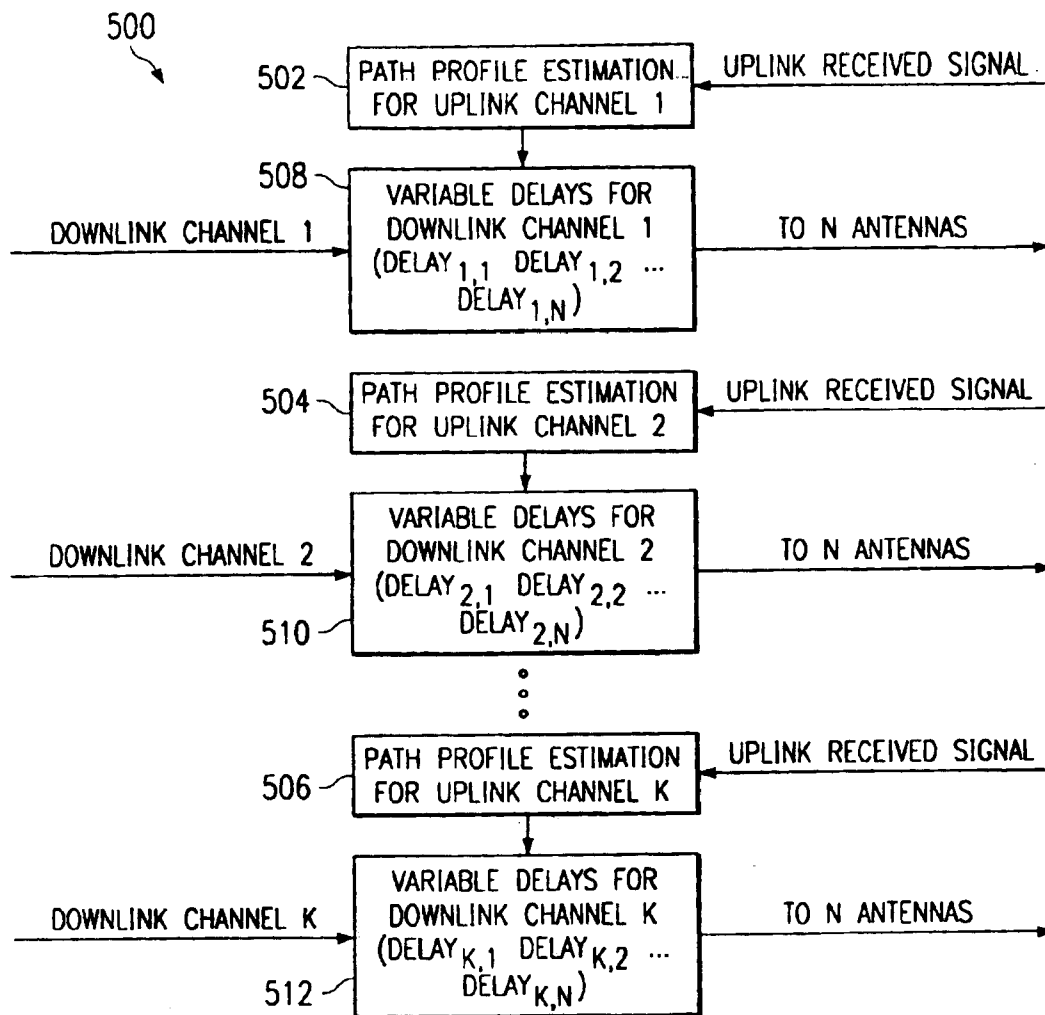 500
502
PATH PROFILE ESTIMATION
FOR UPLINK CHANNEL 1
UPLINK RECEIVED SIGNAL
508
VARIABLE DELAYS FOR
DOWNLINK CHANNEL 1
(DELAY1,1 DELAY1,2 ...
DELAY1,N)
DOWNLINK CHANNEL 1
TO N ANTENNAS
504
PATH PROFILE ESTIMATION
FOR UPLINK CHANNEL 2
UPLINK RECEIVED SIGNAL
VARIABLE DELAYS FOR
DOWNLINK CHANNEL 2
(DELAY2,1 DELAY2,2 ...
DELAY2,N)
DOWNLINK CHANNEL 2
TO N ANTENNAS
510
506
PATH PROFILE ESTIMATION
FOR UPLINK CHANNEL K
UPLINK RECEIVED SIGNAL
VARIABLE DELAYS FOR
DOWNLINK CHANNEL K
(DELAYK,1 DELAYK,2 ...
DELAYK,N)
DOWNLINK CHANNEL K
TO N ANTENNAS
512